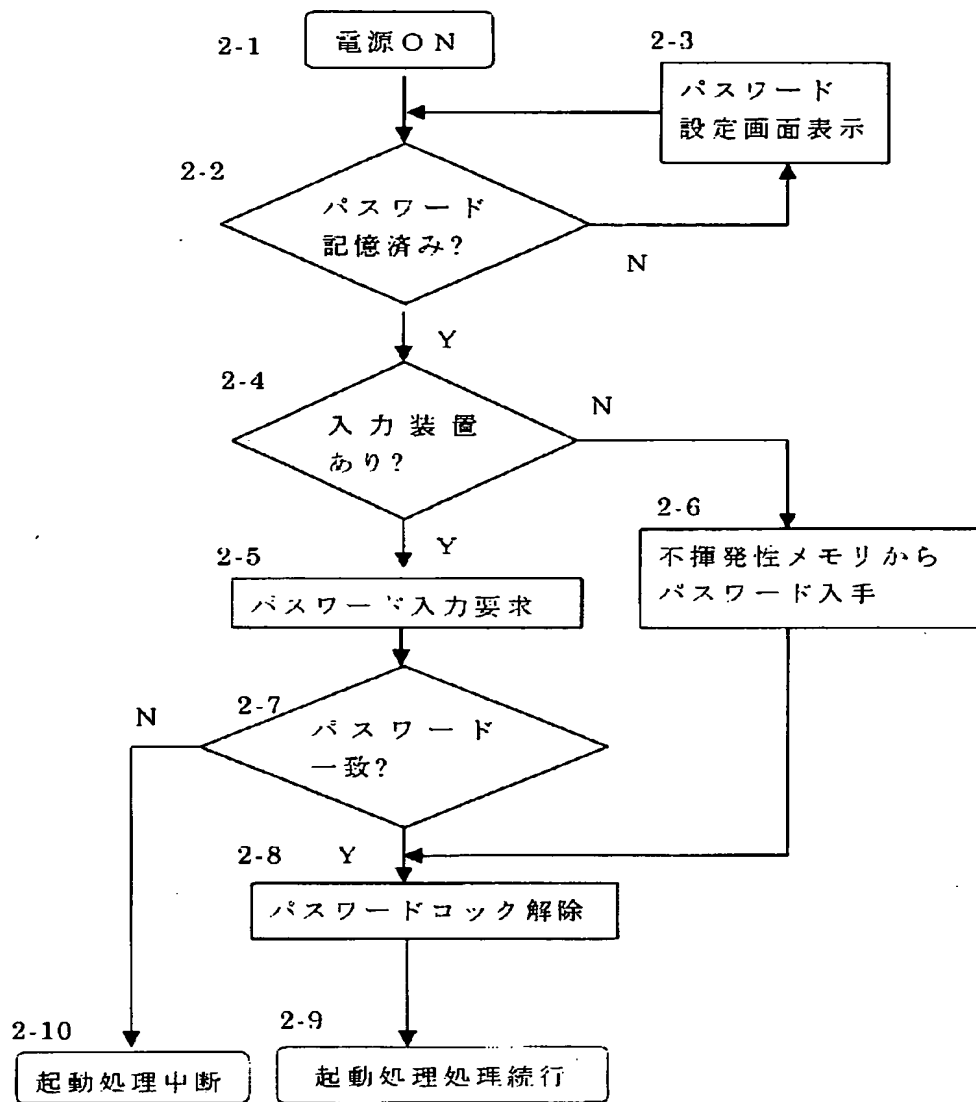 2-1
電源ON
2-3
パスワード
設定画面表示
2-2
パスワード
記憶済み?
N
Y
2-4
入力装置
あり?
N
Y
2-5
パスワード入力要求
2-6
不揮発性メモリから
パスワード入手
2-7
パスワード
一致?
N
2-8
Y
パスワードコック解除
2-10
起動処理中断
2-9
起動処理処理続行